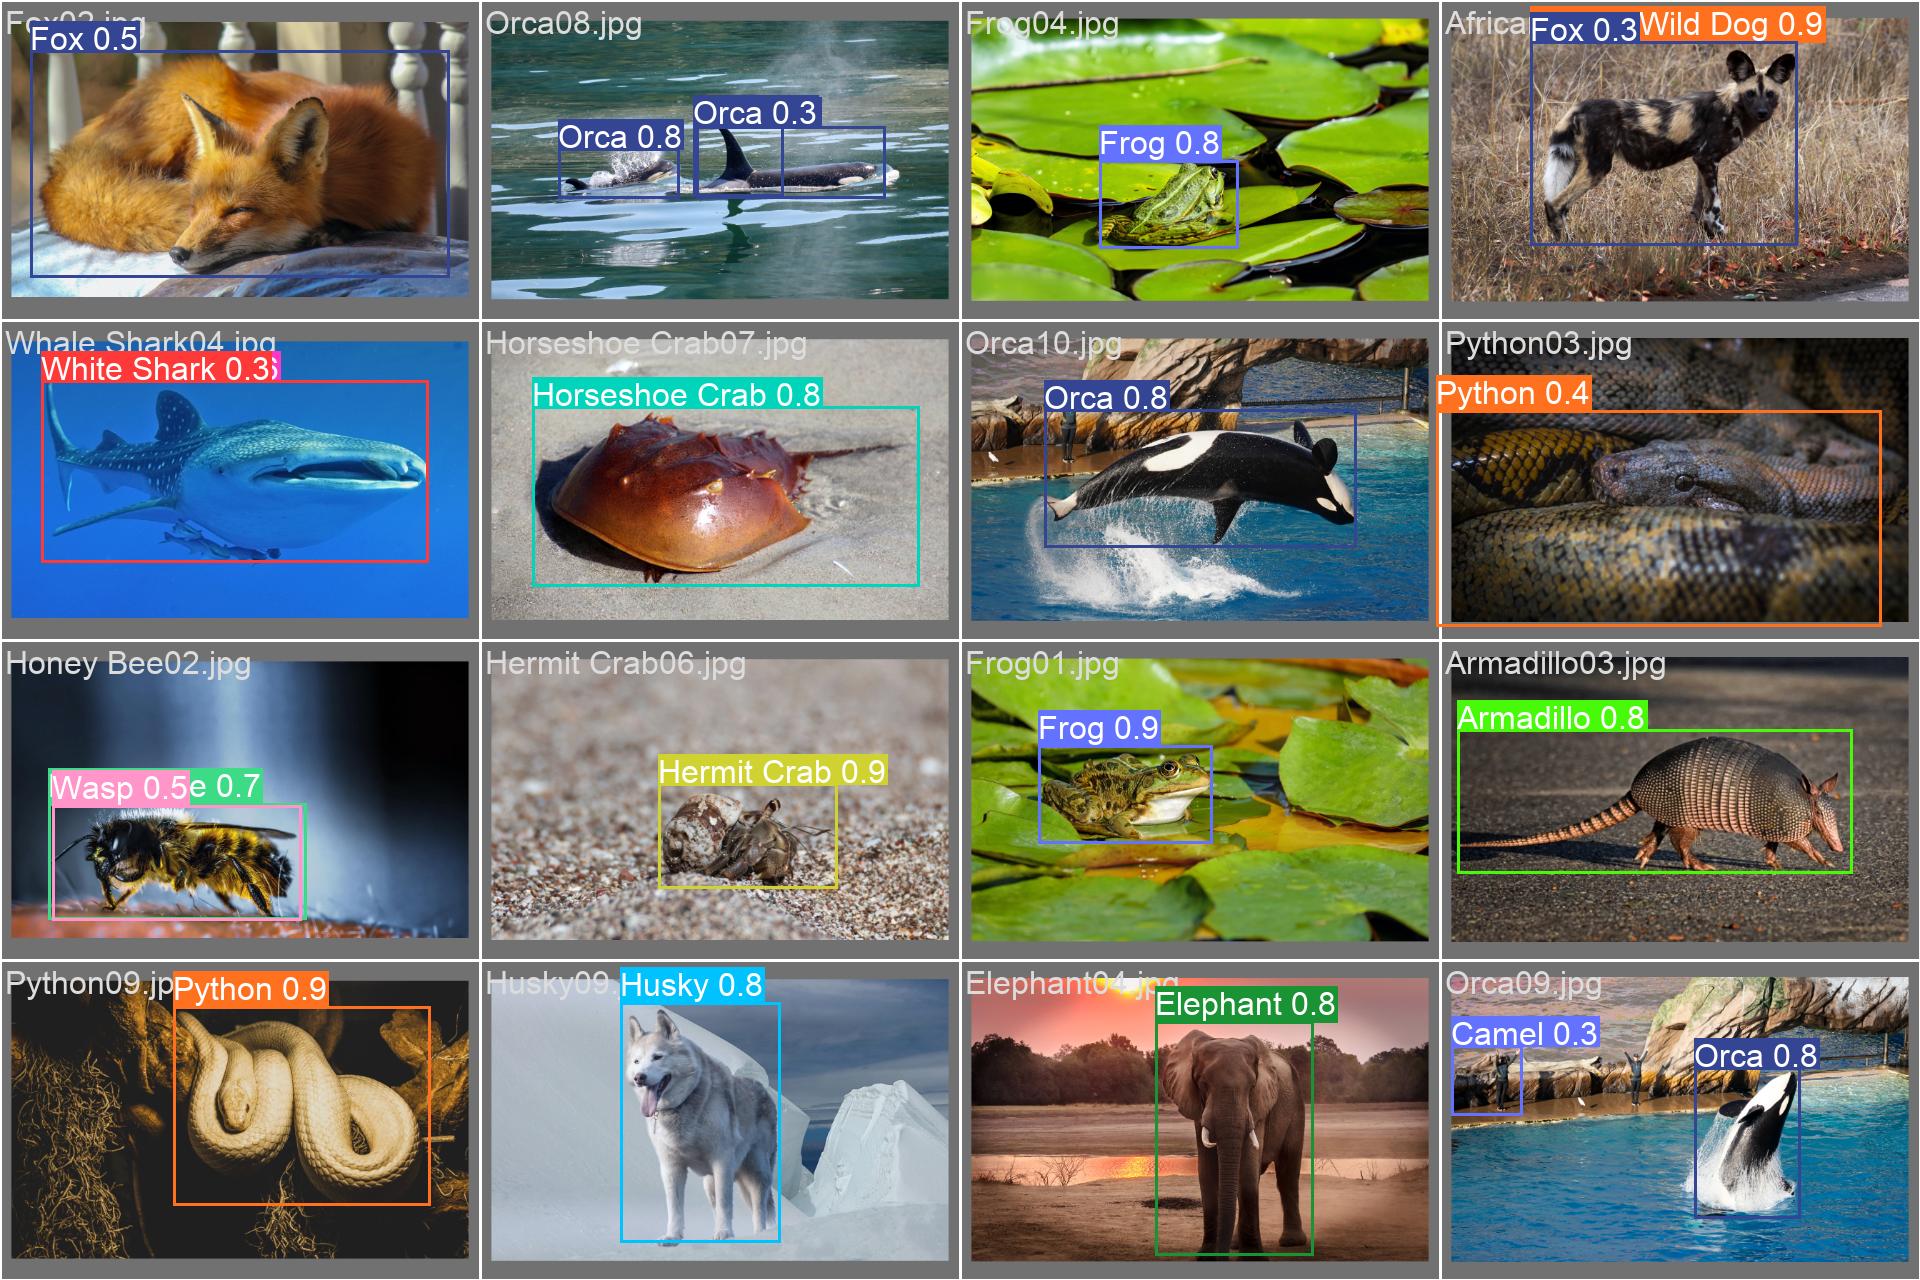 Fox02.jpg
Fox 0.5
Orca08.jpg
Orca 0.8
Orca 0.3
Frog04.jpg
Frog 0.8
Africa
Fox 0.3
Wild Dog 0.9
Whale Shark04.jpg
White Shark 0.3
Horseshoe Crab07.jpg
Horseshoe Crab 0.8
Orca10.jpg
Orca 0.8
Python03.jpg
Python 0.4
Honey Bee02.jpg
Wasp 0.5
e 0.7
Hermit Crab06.jpg
Hermit Crab 0.9
Frog01.jpg
Frog 0.9
Armadillo03.jpg
Armadillo 0.8
Python09.jp
Python 0.9
Husky09.
Husky 0.8
Elephant04.jpg
Elephant 0.8
Orca09.jpg
Camel 0.3
Orca 0.8